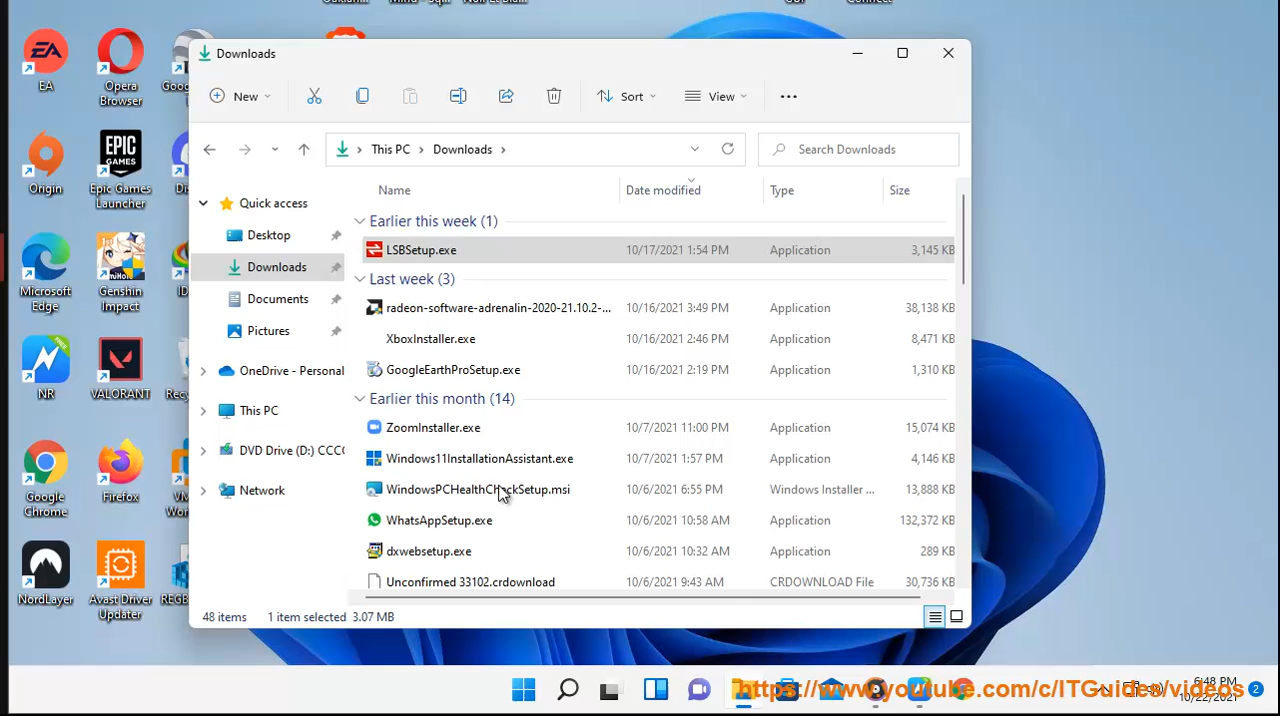 EA
Opera
Browser
Origin
Epic Games
Launcher
Microsoft
Edge
Genshin
Impact
NR
VALORANT
Google
Chrome
Firefox
NordLayer
Avast Driver
Updater
Downloads
New
Sort
View
This PC
Downloads
Search Downloads
Quick access
Desktop
Downloads
Documents
Pictures
OneDrive - Personal
This PC
DVD Drive (D:) CCC
Network
Name Date modified Type Size
Earlier this week (1)
LSBSetup.exe 10/17/2021 1:54 PM Application 3,145 KB
Last week (3)
radeon-software-adrenalin-2020-21.10.2-... 10/16/2021 3:49 PM Application 38,138 KB
XboxInstaller.exe 10/16/2021 2:46 PM Application 8,471 KB
GoogleEarthProSetup.exe 10/16/2021 2:19 PM Application 1,310 KB
Earlier this month (14)
ZoomInstaller.exe 10/7/2021 11:00 PM Application 15,074 KB
Windows11InstallationAssistant.exe 10/7/2021 1:57 PM Application 4,146 KB
WindowsPCHealthCheckSetup.msi 10/6/2021 6:55 PM Windows Installer ... 13,888 KB
WhatsAppSetup.exe 10/6/2021 10:58 AM Application 132,372 KB
dxwebsetup.exe 10/6/2021 10:32 AM Application 289 KB
Unconfirmed 33102.crdownload 10/6/2021 9:43 AM CRDOWNLOAD File 30,736 KB
48 items 1 item selected 3.07 MB
https://www.youtube.com/c/ITGuides/videos
6:48 PM
10/22/2021
2